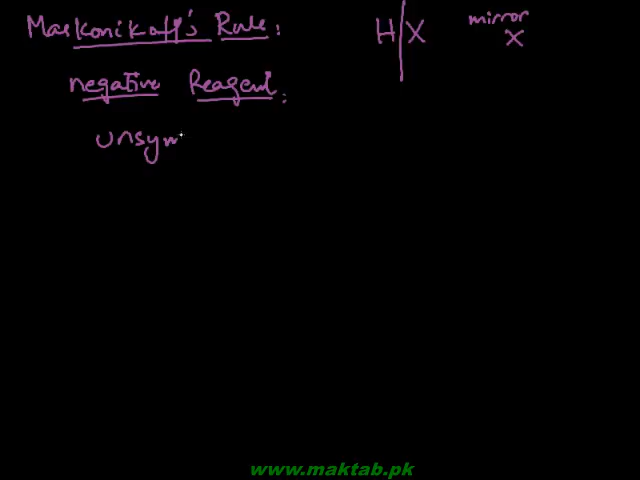 Markonikoff's Rule:
H X
mirror
X
negative Reagent:
unsym
www.maktab.pk